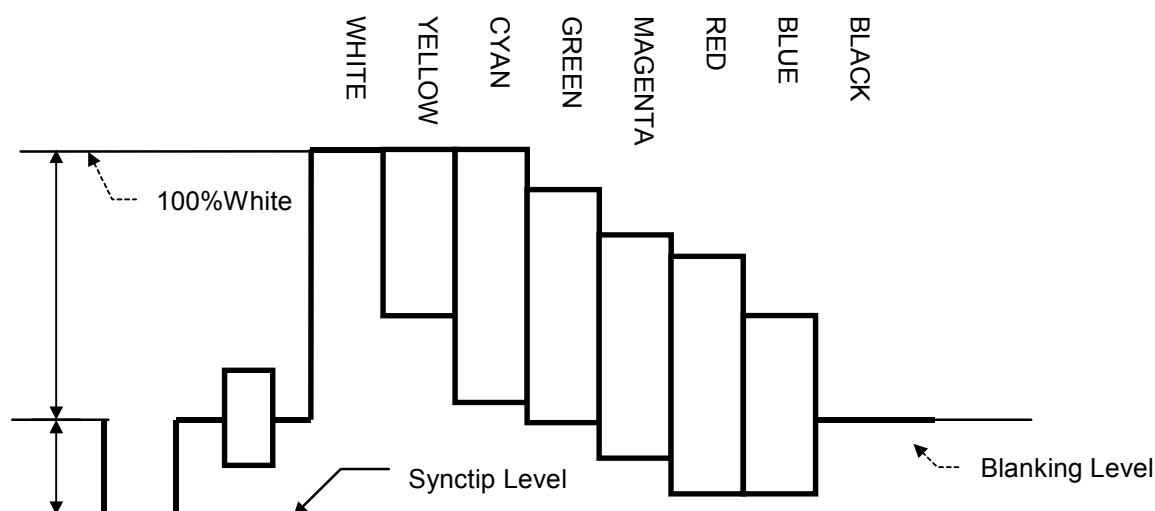 WHITE
YELLOW
CYAN
GREEN
MAGENTA
RED
BLUE
BLACK
100%White
Synctip Level
Blanking Level